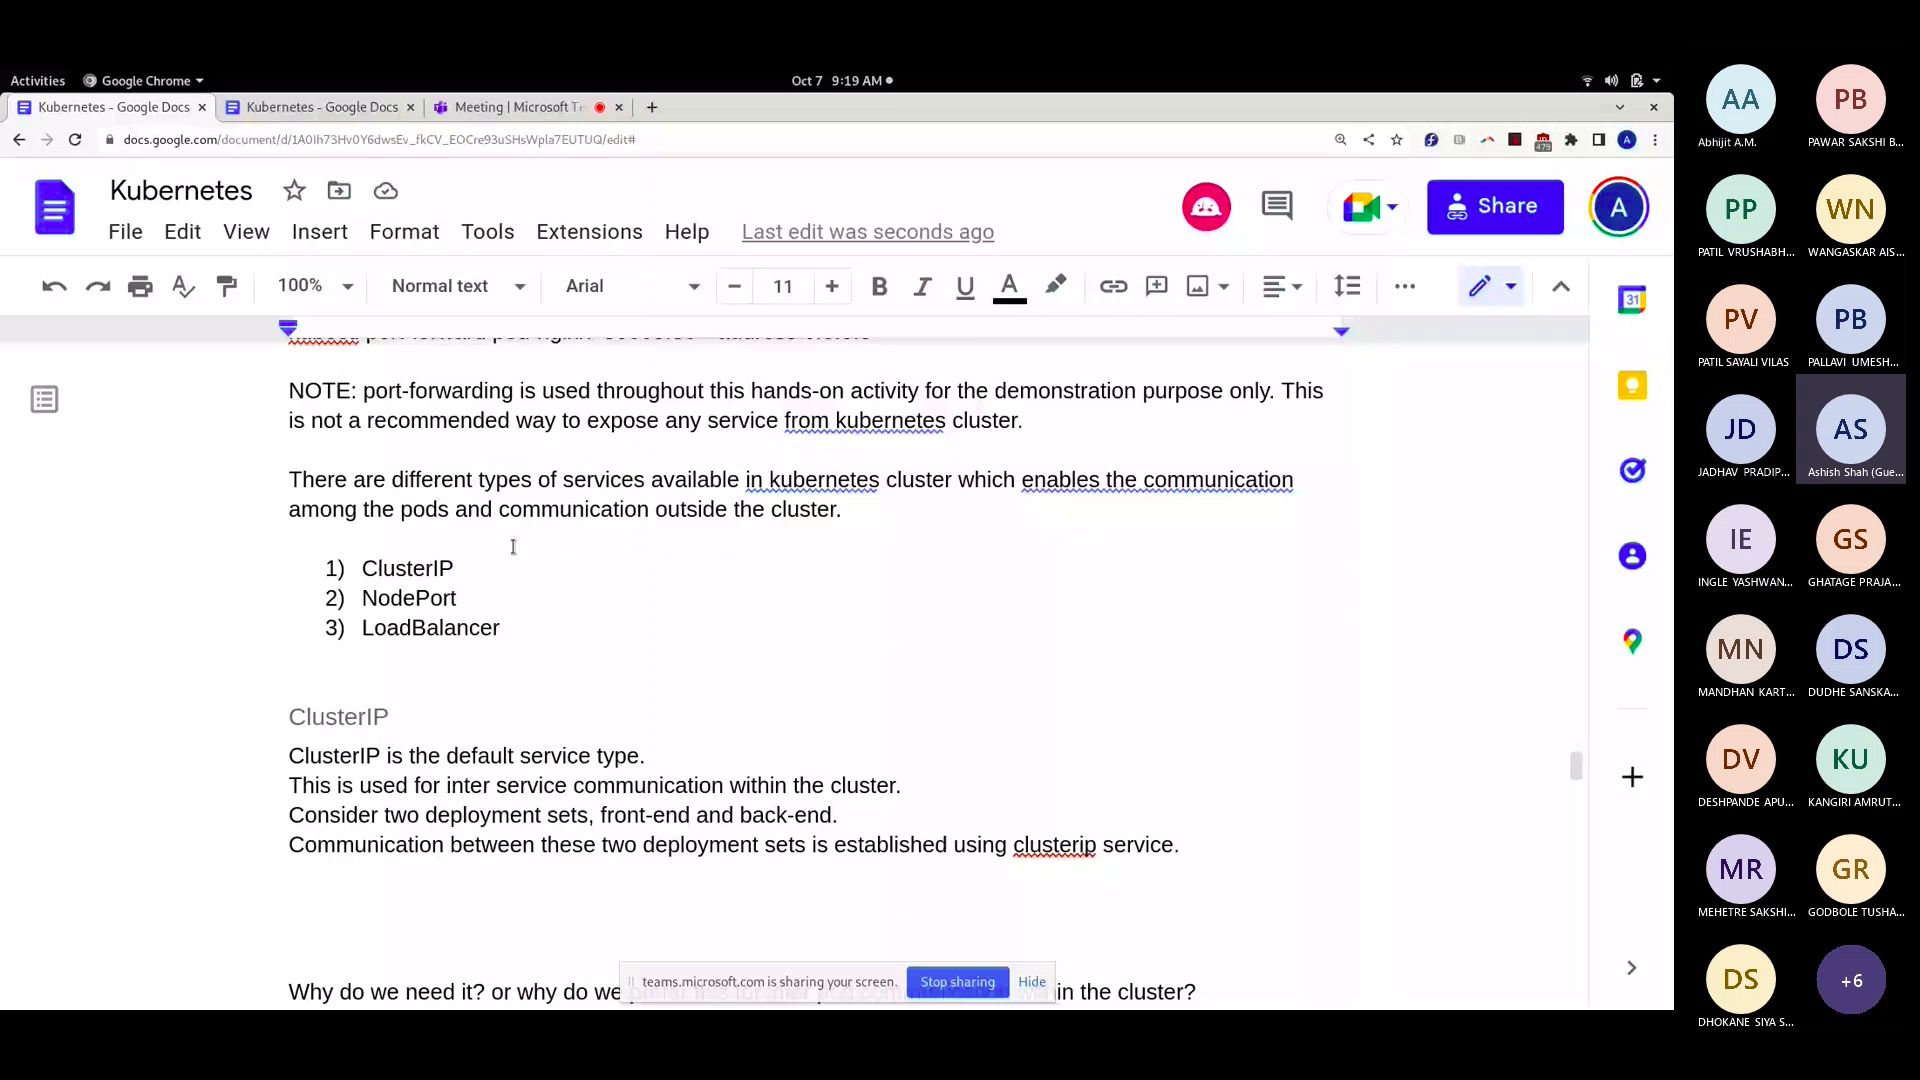 Activities Google Chrome Oct 7 9:19 AM
Kubernetes - Google Docs Kubernetes - Google Docs Meeting | Microsoft Te
docs.google.com/document/d/1A0Ih73Hv0Y6dwsEv_fkCV_EOCre93uSHsWpla7EUTUQ/edit#
479 A
Kubernetes
Share
A
File Edit View Insert Format Tools Extensions Help Last edit was seconds ago
100% Normal text Arial 11 B I U A
31
NOTE: port-forwarding is used throughout this hands-on activity for the demonstration purpose only. This
is not a recommended way to expose any service from kubernetes cluster.
There are different types of services available in kubernetes cluster which enables the communication
among the pods and communication outside the cluster.
1) ClusterIP
2) NodePort
3) LoadBalancer
ClusterIP
ClusterIP is the default service type.
This is used for inter service communication within the cluster.
Consider two deployment sets, front-end and back-end.
Communication between these two deployment sets is established using clusterip service.
Why do we need it? or why do we in the cluster?
teams.microsoft.com is sharing your screen. Stop sharing Hide
AA PB
Abhijit A.M. PAWAR SAKSHI B...
PP WN
PATIL VRUSHABH... WANGASKAR AIS...
PV PB
PATIL SAYALI VILAS PALLAVI UMESH...
JD AS
JADHAV PRADIP... Ashish Shah (Gue...
IE GS
INGLE YASHWAN... GHATAGE PRAJA...
MN DS
MANDHAN KART... DUDHE SANSKA...
DV KU
DESHPANDE APU... KANGIRI AMRUT...
MR GR
MEHETRE SAKSHI... GODBOLE TUSHA...
DS +6
DHOKANE SIYA S...